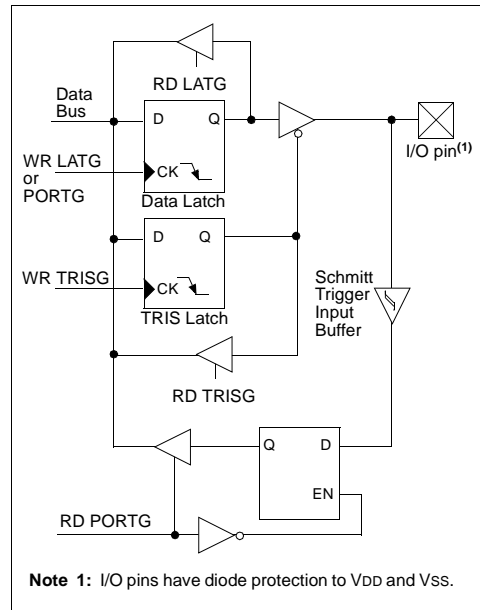 RD LATG
Data
Bus
D Q
WR LATG
or
PORTG
CK
Data Latch
I/O pin(1)
D Q
WR TRISG
CK
TRIS Latch
Schmitt
Trigger
Input
Buffer
RD TRISG
Q D
EN
RD PORTG
Note 1: I/O pins have diode protection to VDD and VSS.